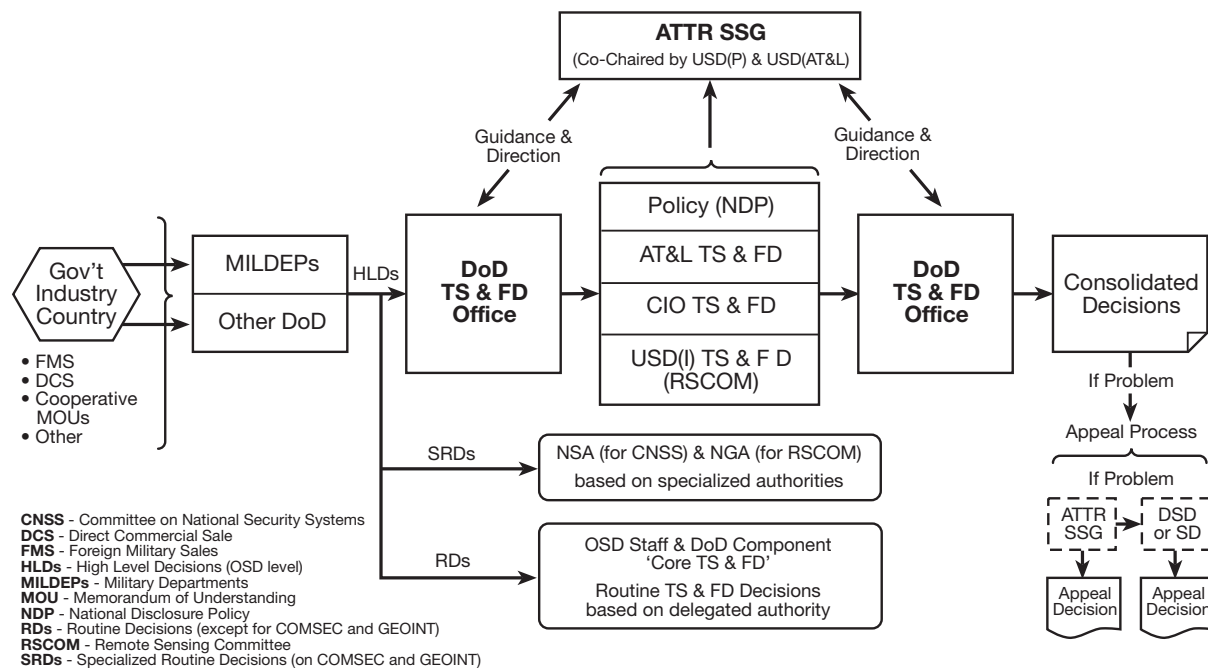 ATTR SSG
(Co-Chaired by USD(P) & USD(AT&L)
Guidance &
Direction
Guidance &
Direction
Gov't
Industry
Country
• FMS
• DCS
• Cooperative
MOUs
• Other
MILDEPs
Other DoD
HLDs
DoD
TS & FD
Office
Policy (NDP)
AT&L TS & FD
CIO TS & FD
USD(I) TS & F D
(RSCOM)
DoD
TS & FD
Office
Consolidated
Decisions
If Problem
Appeal Process
If Problem
ATTR
SSG
DSD
or SD
Appeal
Decision
Appeal
Decision
SRDs
NSA (for CNSS) & NGA (for RSCOM)
based on specialized authorities
RDs
OSD Staff & DoD Component
‘Core TS & FD’
Routine TS & FD Decisions
based on delegated authority
CNSS - Committee on National Security Systems
DCS - Direct Commercial Sale
FMS - Foreign Military Sales
HLDs - High Level Decisions (OSD level)
MILDEPs - Military Departments
MOU - Memorandum of Understanding
NDP - National Disclosure Policy
RDs - Routine Decisions (except for COMSEC and GEOINT)
RSCOM - Remote Sensing Committee
SRDs - Specialized Routine Decisions (on COMSEC and GEOINT)